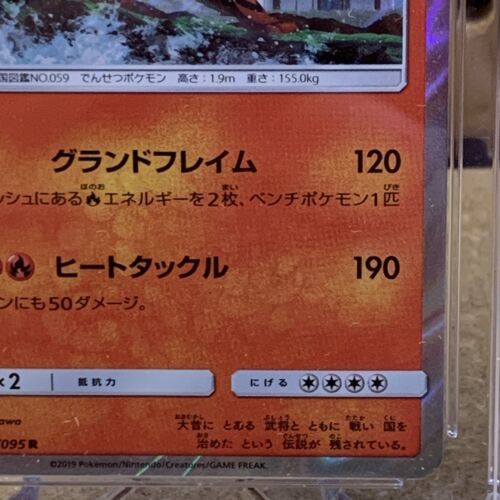 国図鑑NO.059 でんせつポケモン 高さ:1.9m 重さ:155.0kg
グランドフレイム 120
ッシュにある エネルギーを2枚、ベンチポケモン1匹
ヒートタックル 190
ンにも50ダメージ。
×2 抵抗力 にげる
大昔に とある 武将と ともに 戦い 国を
095 R 治めた という 伝説が 残されている。
©2019 Pokémon/Nintendo/Creatures/GAME FREAK.